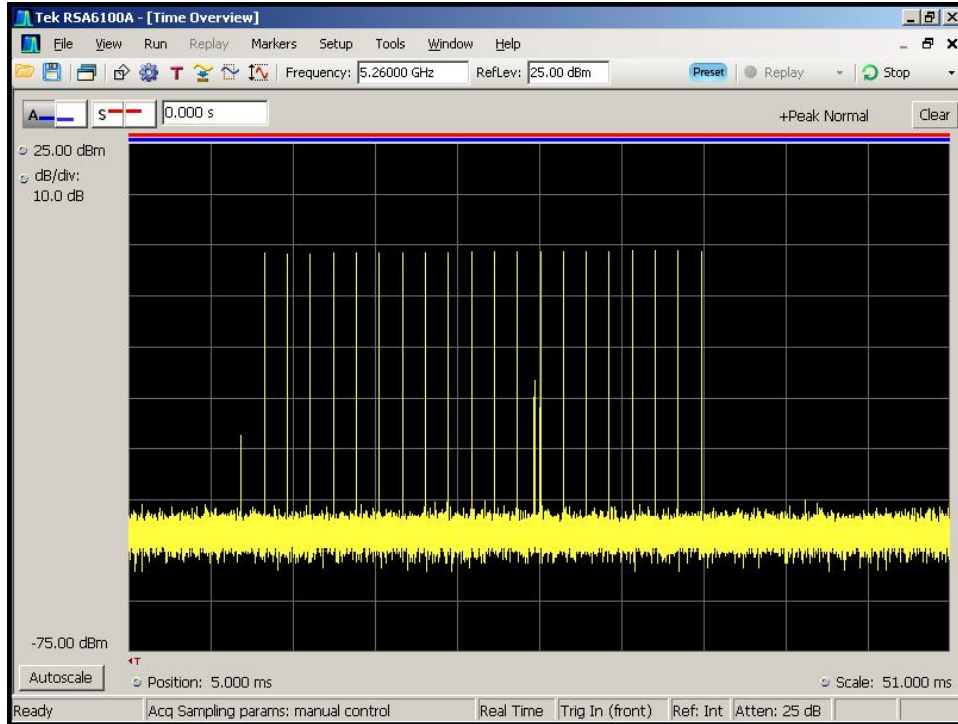 Tek RSA6100A - [Time Overview]
File View Run Replay Markers Setup Tools Window Help
T Frequency: 5.26000 GHz RefLev: 25.00 dBm Preset Replay Stop
A S 0.000 s +Peak Normal Clear
25.00 dBm
dB/div:
10.0 dB
-75.00 dBm
T
Autoscale Position: 5.000 ms Scale: 51.000 ms
Ready Acq Sampling params: manual control Real Time Trig In (front) Ref: Int Atten: 25 dB